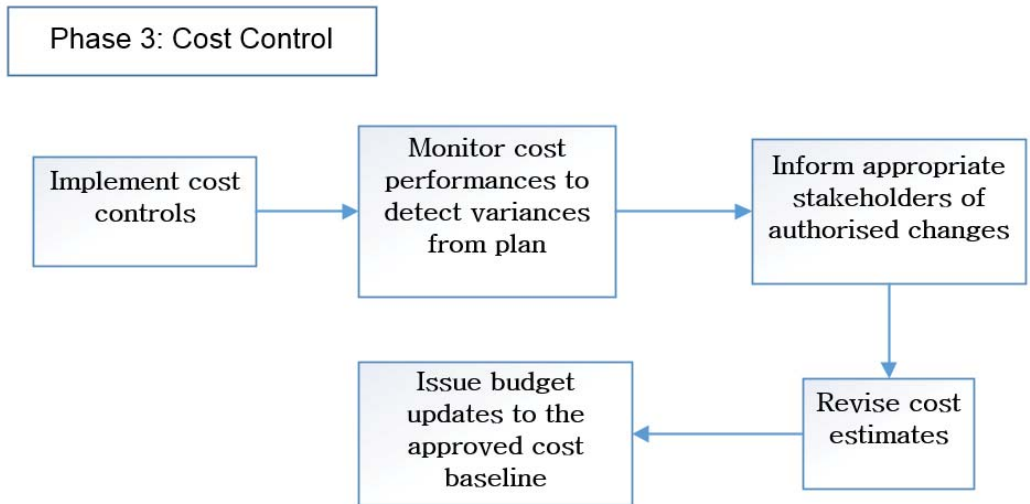 Phase 3: Cost Control
Implement cost
controls
Monitor cost
performances to
detect variances
from plan
Inform appropriate
stakeholders of
authorised changes
Revise cost
estimates
Issue budget
updates to the
approved cost
baseline